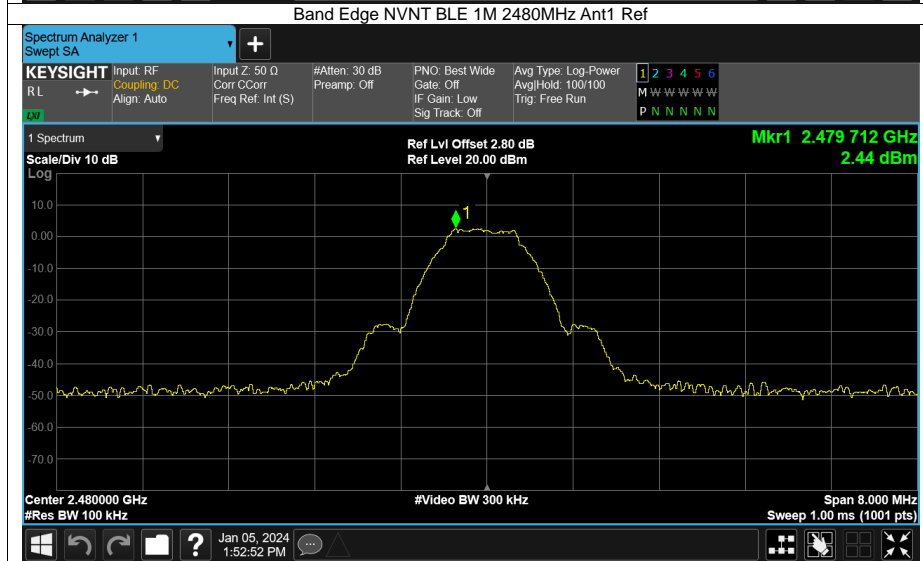 Band Edge NVNT BLE 1M 2480MHz Ant1 Ref
Spectrum Analyzer 1
Swept SA
KEYSIGHT
RL
LXI
Input: RF
Coupling: DC
Align: Auto
Input Z: 50 Ω
Corr CCorr
Freq Ref: Int (S)
#Atten: 30 dB
Preamp: Off
PNO: Best Wide
Gate: Off
IF Gain: Low
Sig Track: Off
Avg Type: Log-Power
Avg|Hold: 100/100
Trig: Free Run
1 2 3 4 5 6
M W W W W W
P N N N N N
1 Spectrum
Scale/Div 10 dB
Log
Ref Lvl Offset 2.80 dB
Ref Level 20.00 dBm
Mkr1 2.479 712 GHz
2.44 dBm
1
10.0
0.00
-10.0
-20.0
-30.0
-40.0
-50.0
-60.0
-70.0
Center 2.480000 GHz
#Res BW 100 kHz
#Video BW 300 kHz
Span 8.000 MHz
Sweep 1.00 ms (1001 pts)
Jan 05, 2024
1:52:52 PM